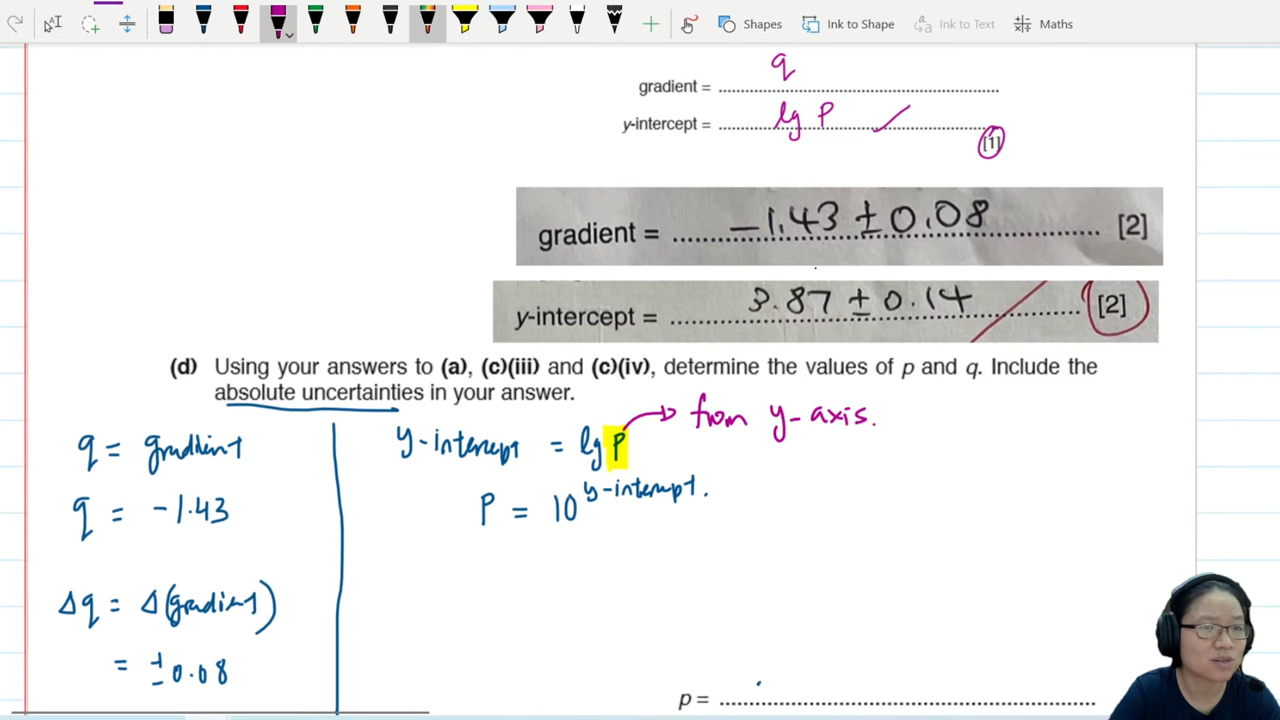 Shapes Ink to Shape Ink to Text Maths
gradient = q
y-intercept = lg P
[1]
gradient = −1.43 ± 0.08 [2]
y-intercept = 3.87 ± 0.14 [2]
(d) Using your answers to (a), (c)(iii) and (c)(iv), determine the values of p and q. Include the
absolute uncertainties in your answer.
q = gradient
q = −1.43
Δq = Δ(gradient)
= ±0.08
y-intercept = lg P → from y-axis.
P = 10^y-intercept.
p =